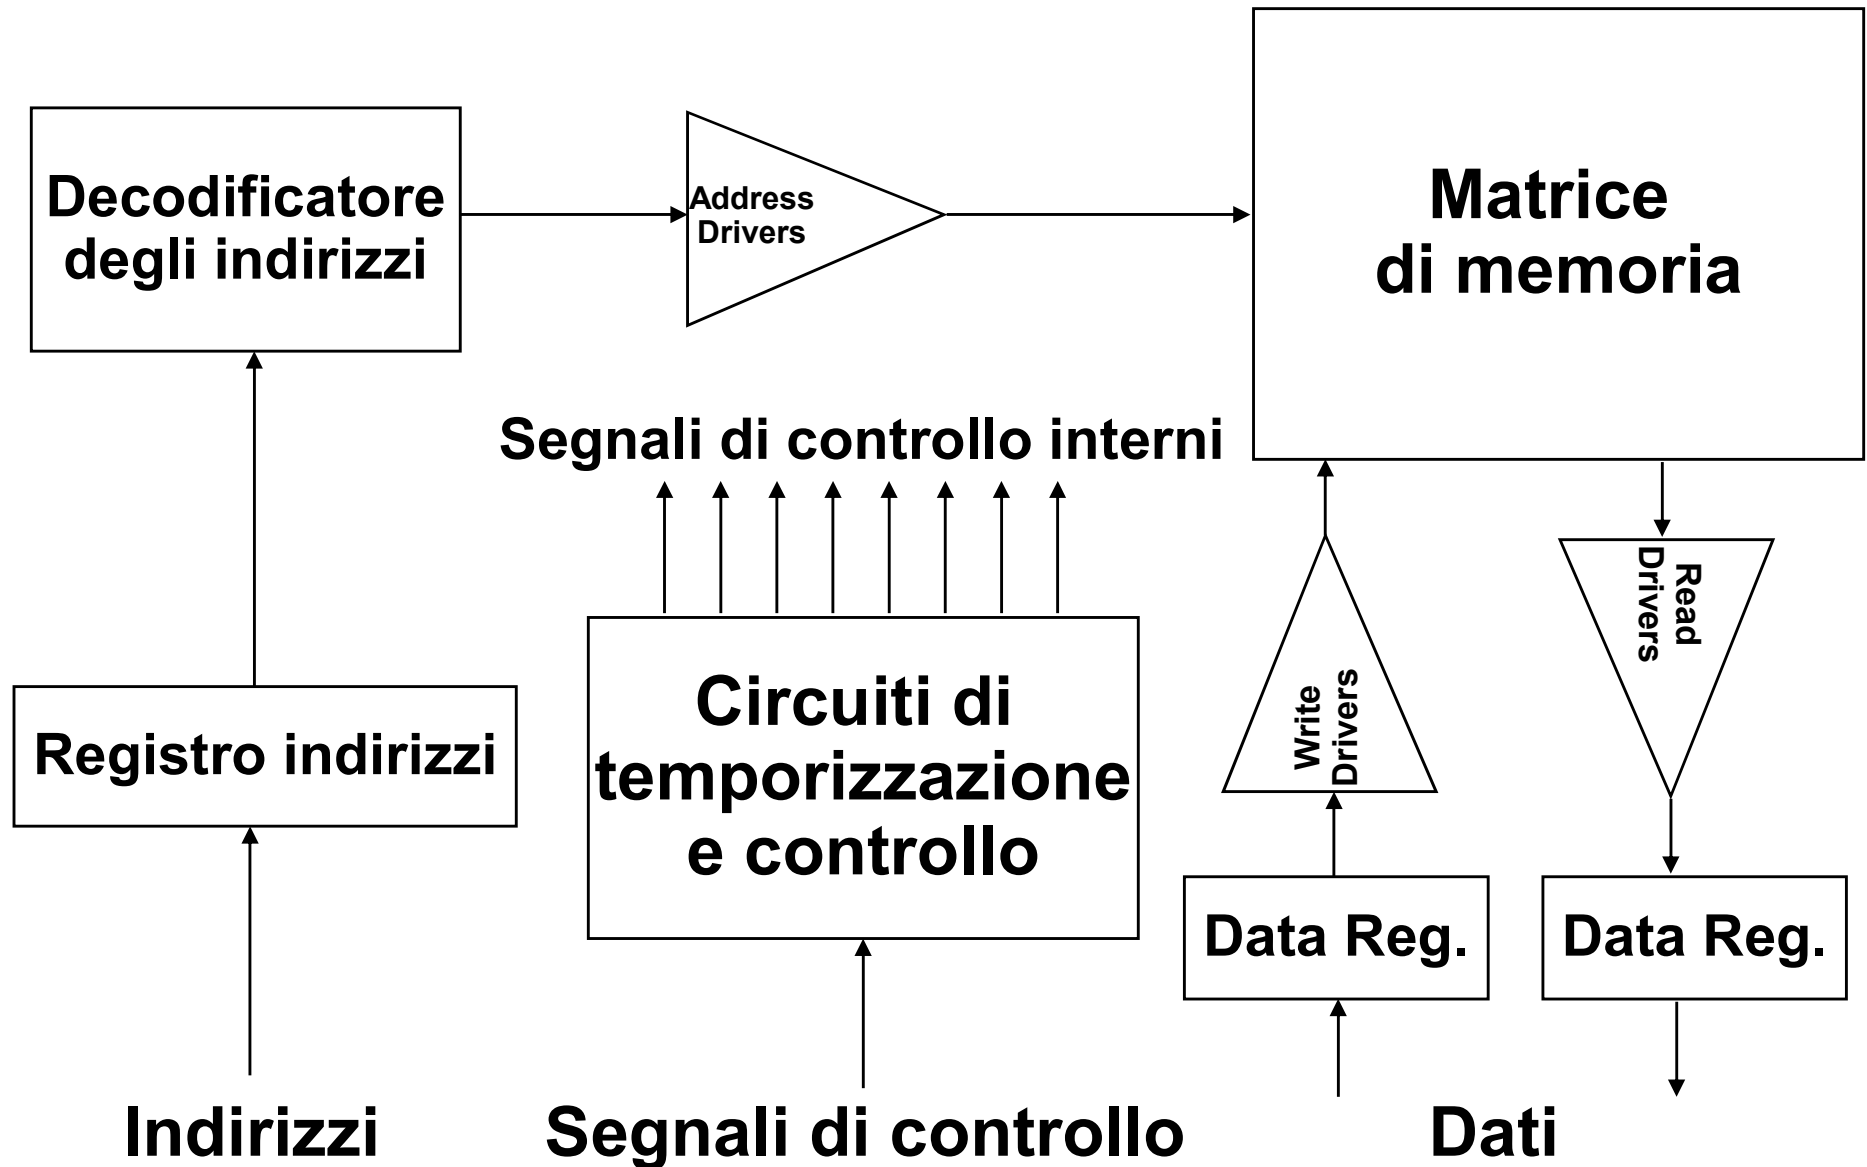 Decodificatore
degli indirizzi
Address
Drivers
Matrice
di memoria
Segnali di controllo interni
Read
Drivers
Write
Drivers
Circuiti di
temporizzazione
e controllo
Registro indirizzi
Data Reg.
Data Reg.
Indirizzi
Segnali di controllo
Dati